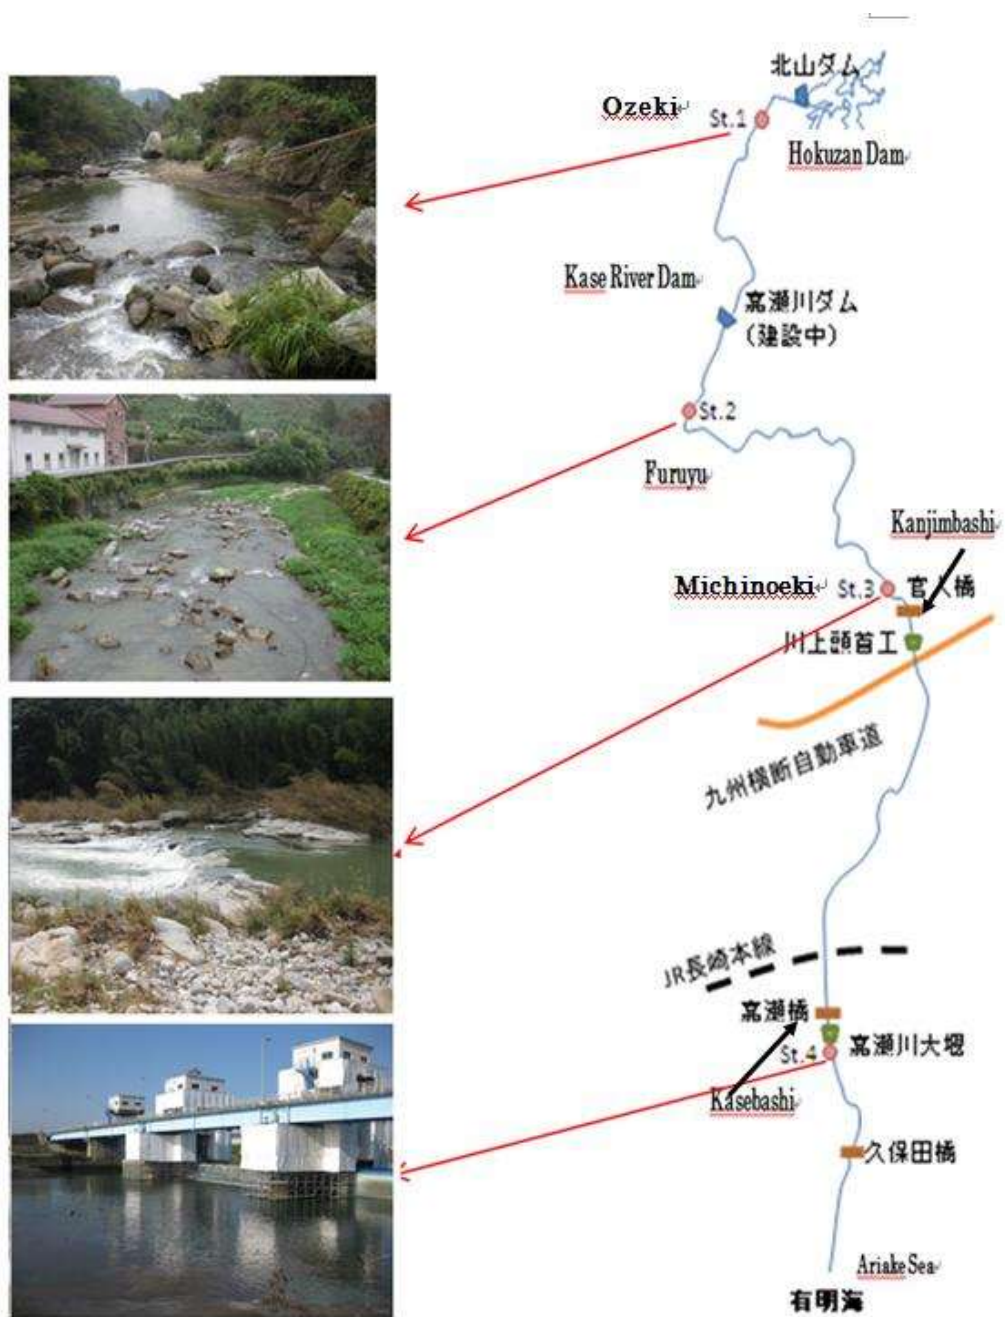 北山ダム
Ozeki
St.1
Hokuzan Dam
Kase River Dam
嘉瀬川ダム
(建設中)
St.2
Furuyu
Kanjimbashi
Michinoeki
St.3
官人橋
川上頭首工
九州横断自動車道
JR長崎本線
嘉瀬橋
嘉瀬川大堰
St.4
Kasebashi
久保田橋
Ariake Sea
有明海